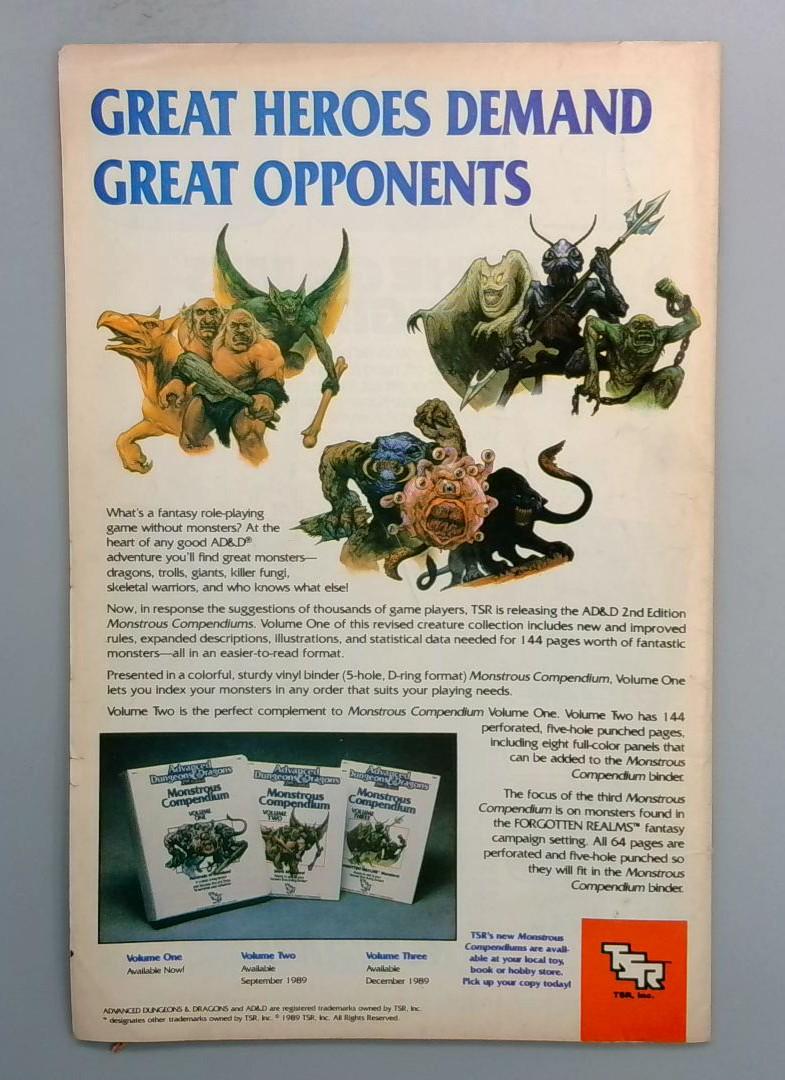 GREAT HEROES DEMAND
GREAT OPPONENTS
What's a fantasy role-playing
game without monsters? At the
heart of any good AD&D®
adventure you'll find great monsters—
dragons, trolls, giants, killer fungi,
skeletal warriors, and who knows what else!
Now, in response the suggestions of thousands of game players, TSR is releasing the AD&D 2nd Edition
Monstrous Compendiums. Volume One of this revised creature collection includes new and improved
rules, expanded descriptions, illustrations, and statistical data needed for 144 pages worth of fantastic
monsters—all in an easier-to-read format.
Presented in a colorful, sturdy vinyl binder (5-hole, D-ring format) Monstrous Compendium, Volume One
lets you index your monsters in any order that suits your playing needs.
Volume Two is the perfect complement to Monstrous Compendium Volume One. Volume Two has 144
perforated, five-hole punched pages,
including eight full-color panels that
can be added to the Monstrous
Compendium binder.
The focus of the third Monstrous
Compendium is on monsters found in
the FORGOTTEN REALMS™ fantasy
campaign setting. All 64 pages are
perforated and five-hole punched so
they will fit in the Monstrous
Compendium binder.
Advanced
Dungeons & Dragons
Monstrous
Compendium
VOLUME
ONE
Advanced
Dungeons & Dragons
Monstrous
Compendium
VOLUME
TWO
Advanced
Dungeons & Dragons
Monstrous
Compendium
VOLUME
THREE
Volume One
Available Now!
Volume Two
Available
September 1989
Volume Three
Available
December 1989
TSR's new Monstrous
Compendiums are avail-
able at your local toy,
book or hobby store.
Pick up your copy today!
TSR™
TSR, Inc.
ADVANCED DUNGEONS & DRAGONS and AD&D are registered trademarks owned by TSR, Inc.
™ designates other trademarks owned by TSR, Inc. © 1989 TSR, Inc. All Rights Reserved.